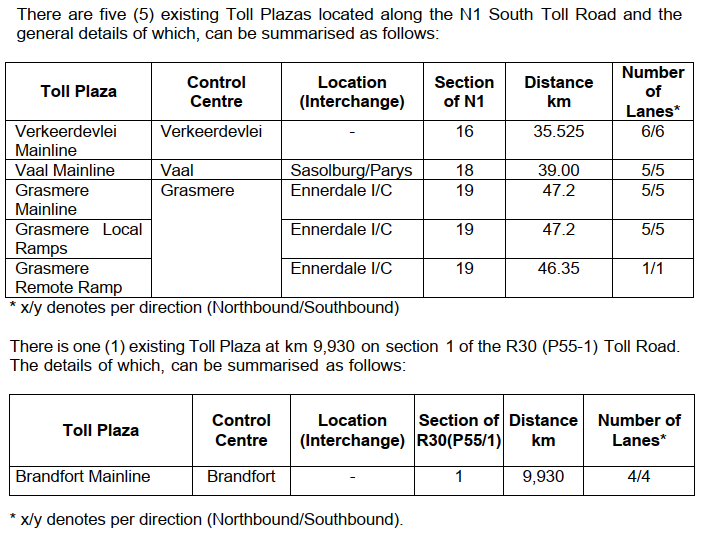 There are five (5) existing Toll Plazas located along the N1 South Toll Road and the
general details of which, can be summarised as follows:
Toll Plaza Control Centre Location (Interchange) Section of N1 Distance km Number of Lanes*
Verkeerdevlei Mainline Verkeerdevlei - 16 35.525 6/6
Vaal Mainline Vaal Sasolburg/Parys 18 39.00 5/5
Grasmere Mainline Grasmere Ennerdale I/C 19 47.2 5/5
Grasmere Local Ramps Ennerdale I/C 19 47.2 5/5
Grasmere Remote Ramp Ennerdale I/C 19 46.35 1/1
* x/y denotes per direction (Northbound/Southbound)
There is one (1) existing Toll Plaza at km 9,930 on section 1 of the R30 (P55-1) Toll Road.
The details of which, can be summarised as follows:
Toll Plaza Control Centre Location (Interchange) Section of R30(P55/1) Distance km Number of Lanes*
Brandfort Mainline Brandfort - 1 9,930 4/4
* x/y denotes per direction (Northbound/Southbound).